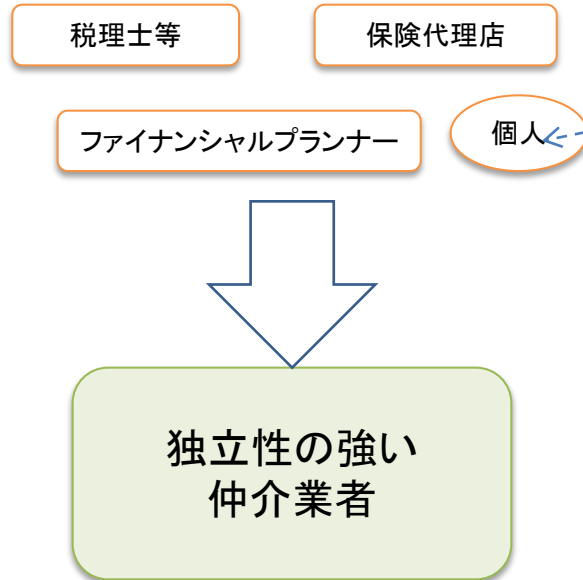 税理士等
保険代理店
ファイナンシャルプランナー
個人
独立性の強い
仲介業者